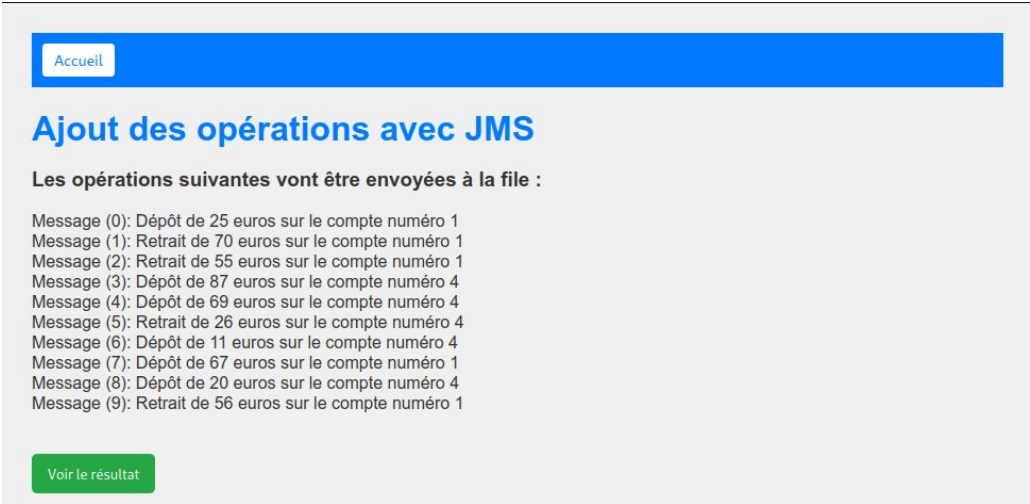 Accueil
Ajout des opérations avec JMS
Les opérations suivantes vont être envoyées à la file :
Message (0): Dépôt de 25 euros sur le compte numéro 1
Message (1): Retrait de 70 euros sur le compte numéro 1
Message (2): Retrait de 55 euros sur le compte numéro 1
Message (3): Dépôt de 87 euros sur le compte numéro 4
Message (4): Dépôt de 69 euros sur le compte numéro 4
Message (5): Retrait de 26 euros sur le compte numéro 4
Message (6): Dépôt de 11 euros sur le compte numéro 4
Message (7): Dépôt de 67 euros sur le compte numéro 1
Message (8): Dépôt de 20 euros sur le compte numéro 4
Message (9): Retrait de 56 euros sur le compte numéro 1
Voir le résultat